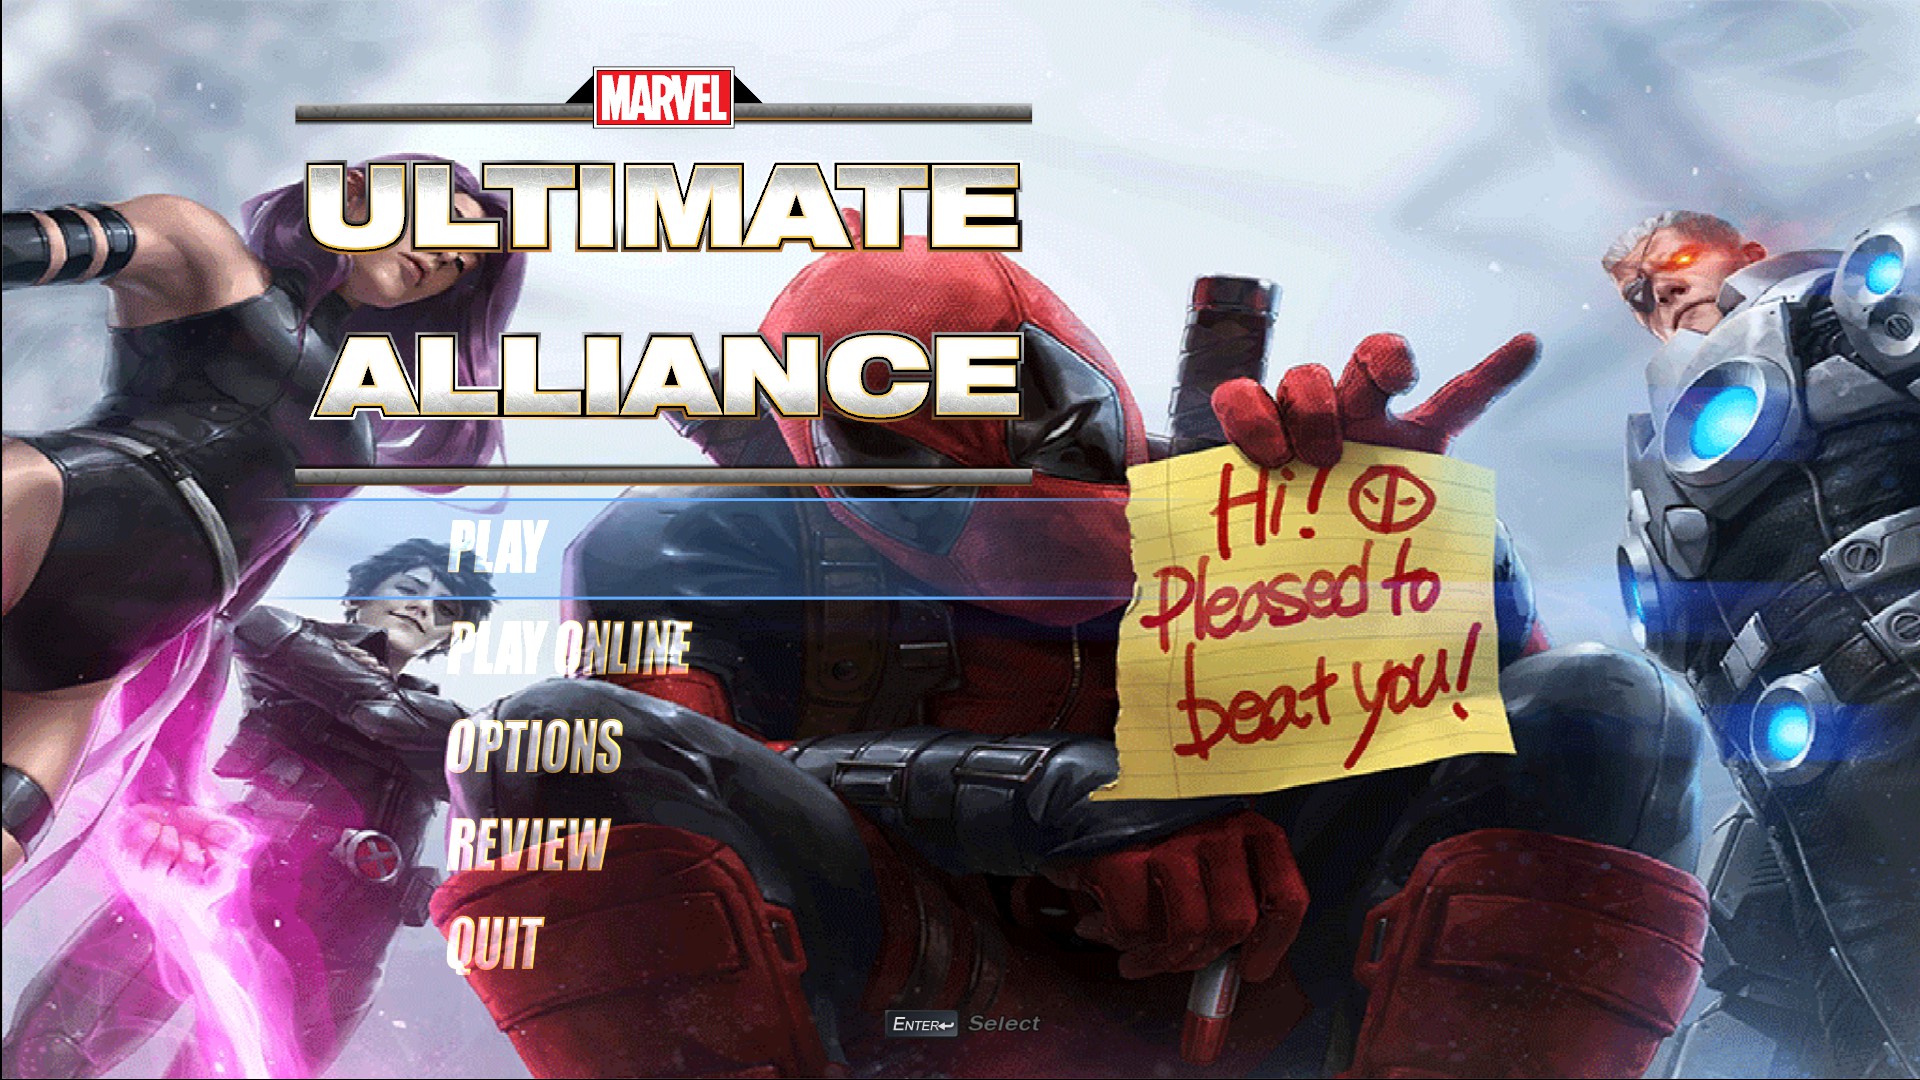 MARVEL
ULTIMATE
ALLIANCE
PLAY
PLAY ONLINE
OPTIONS
REVIEW
QUIT
Hi!
Pleased to
beat you!
ENTER↵ Select